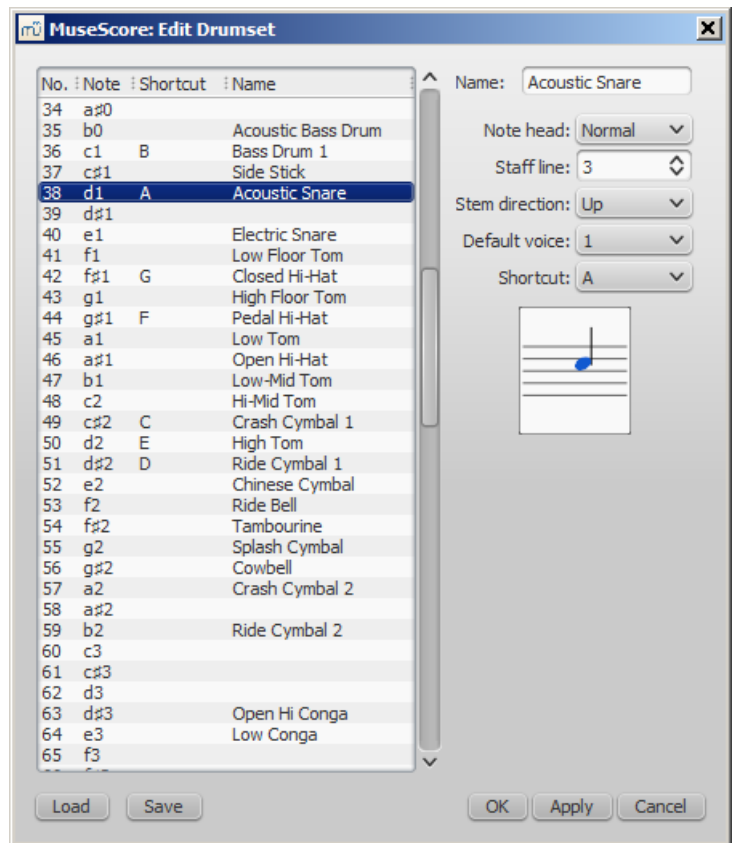 MuseScore: Edit Drumset
No. Note Shortcut Name
34 a♯0
35 b0 Acoustic Bass Drum
36 c1 B Bass Drum 1
37 c♯1 Side Stick
38 d1 A Acoustic Snare
39 d♯1
40 e1 Electric Snare
41 f1 Low Floor Tom
42 f♯1 G Closed Hi-Hat
43 g1 High Floor Tom
44 g♯1 F Pedal Hi-Hat
45 a1 Low Tom
46 a♯1 Open Hi-Hat
47 b1 Low-Mid Tom
48 c2 Hi-Mid Tom
49 c♯2 C Crash Cymbal 1
50 d2 E High Tom
51 d♯2 D Ride Cymbal 1
52 e2 Chinese Cymbal
53 f2 Ride Bell
54 f♯2 Tambourine
55 g2 Splash Cymbal
56 g♯2 Cowbell
57 a2 Crash Cymbal 2
58 a♯2
59 b2 Ride Cymbal 2
60 c3
61 c♯3
62 d3
63 d♯3 Open Hi Conga
64 e3 Low Conga
65 f3
Name: Acoustic Snare
Note head: Normal
Staff line: 3
Stem direction: Up
Default voice: 1
Shortcut: A
Load Save OK Apply Cancel